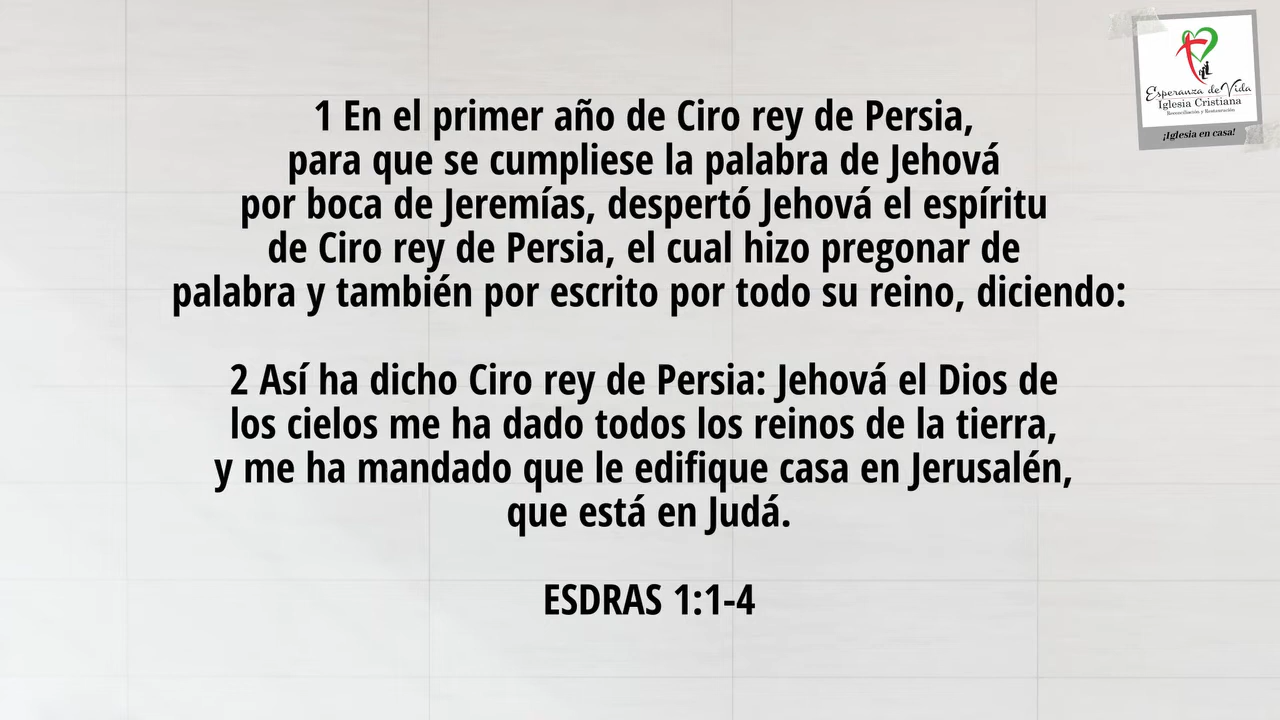 Esperanza de Vida
Iglesia Cristiana
Reconciliación y Restauración
¡Iglesia en casa!
1 En el primer año de Ciro rey de Persia,
para que se cumpliese la palabra de Jehová
por boca de Jeremías, despertó Jehová el espíritu
de Ciro rey de Persia, el cual hizo pregonar de
palabra y también por escrito por todo su reino, diciendo:
2 Así ha dicho Ciro rey de Persia: Jehová el Dios de
los cielos me ha dado todos los reinos de la tierra,
y me ha mandado que le edifique casa en Jerusalén,
que está en Judá.
ESDRAS 1:1-4